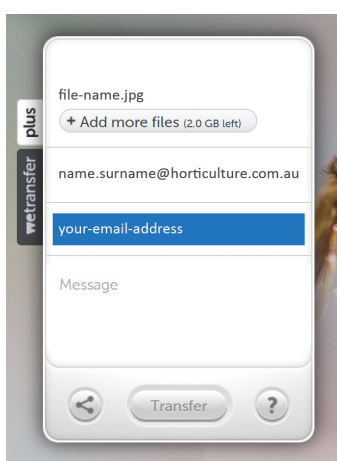 file-name.jpg
+ Add more files (2.0 GB left)
plus
wetransfer
name.surname@horticulture.com.au
your-email-address
Message
Transfer
?